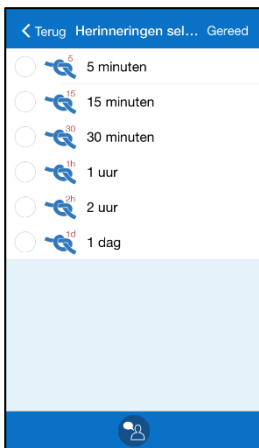 Terug Herinneringen sel... Gereed
5 5 minuten
15 15 minuten
30 30 minuten
1h 1 uur
2h 2 uur
1d 1 dag